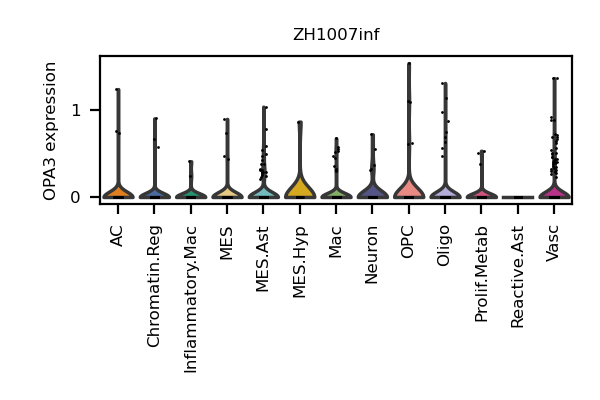 ZH1007inf
OPA3 expression
1
0
AC
Chromatin.Reg
Inflammatory.Mac
MES
MES.Ast
MES.Hyp
Mac
Neuron
OPC
Oligo
Prolif.Metab
Reactive.Ast
Vasc